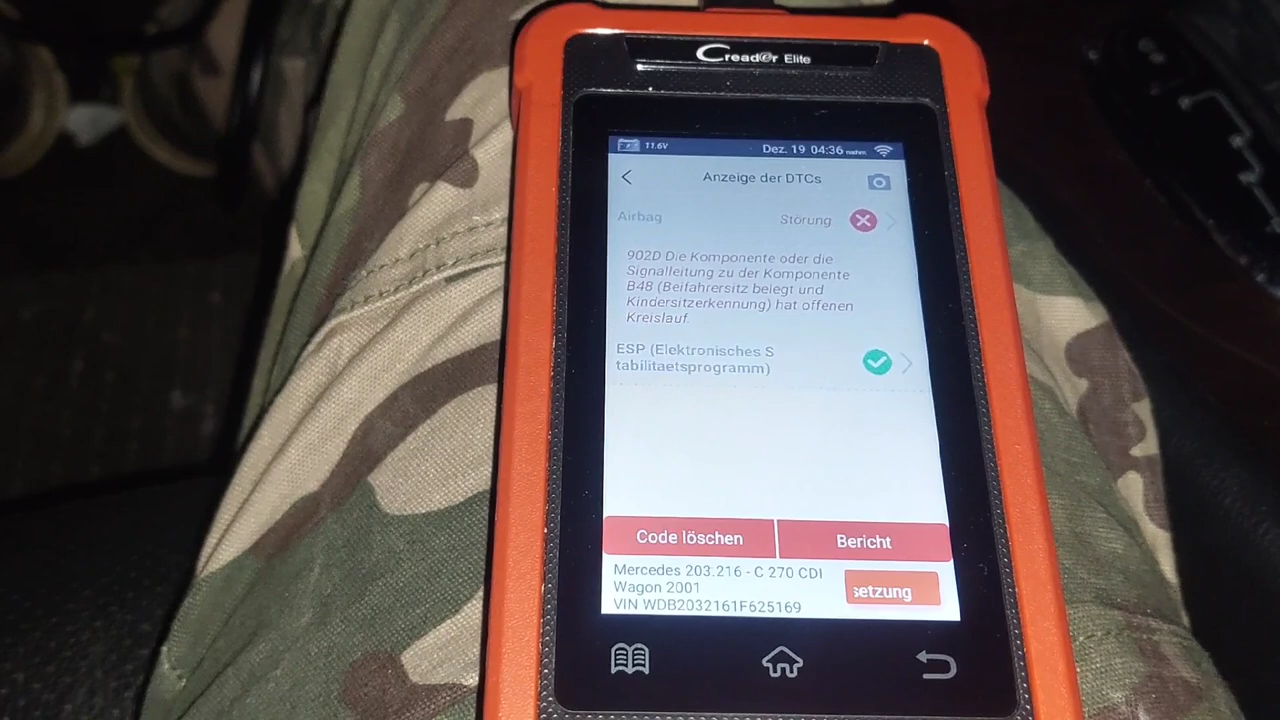 Creader Elite
11.6V Dez. 19 04:36 nachm.
Anzeige der DTCs
Airbag Störung
902D Die Komponente oder die
Signalleitung zu der Komponente
B48 (Beifahrersitz belegt und
Kindersitzerkennung) hat offenen
Kreislauf.
ESP (Elektronisches S
tabilitaetsprogramm)
Code löschen Bericht
Mercedes 203.216 - C 270 CDI
Wagon 2001
VIN WDB2032161F625169
setzung